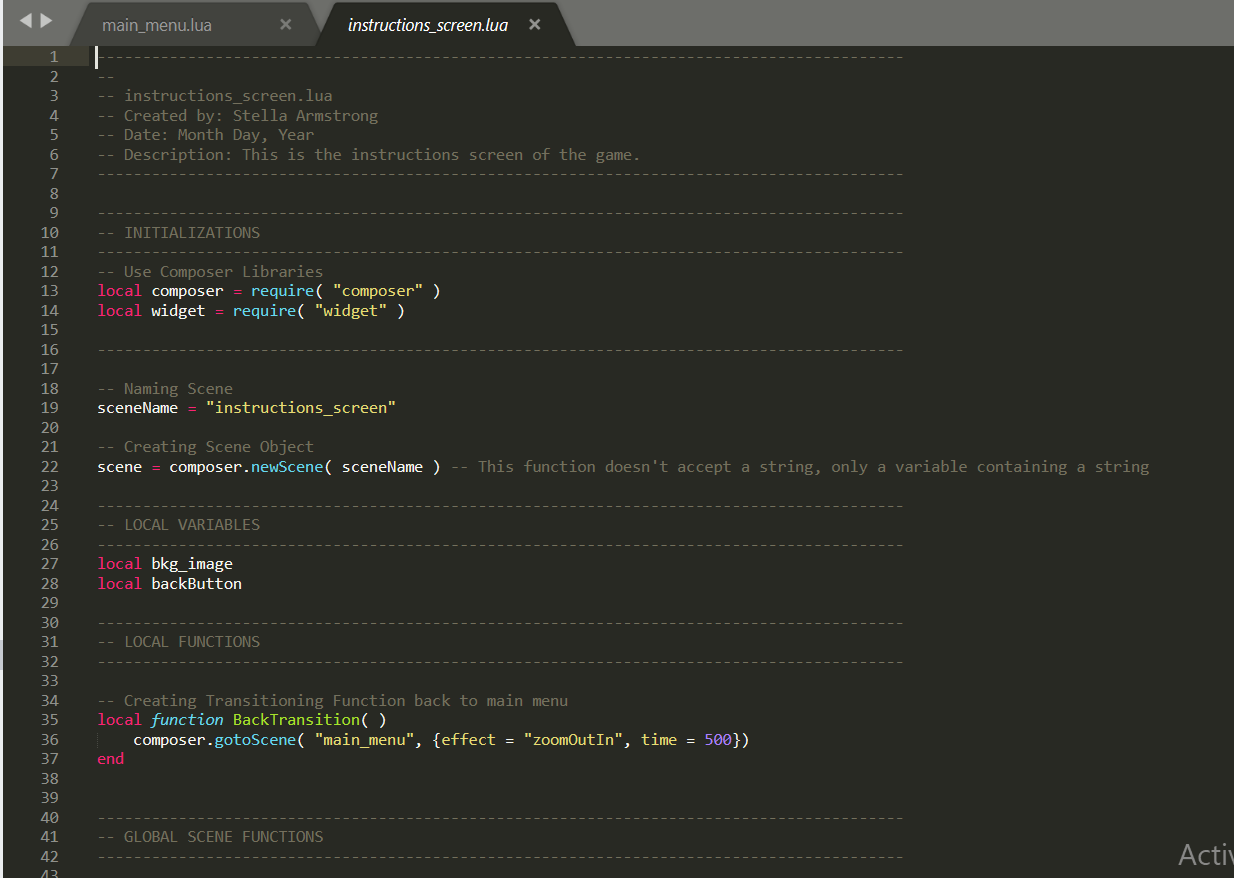 main_menu.lua × instructions_screen.lua ×
1 ------------------------------------------------------------------------------------------
2 --
3 -- instructions_screen.lua
4 -- Created by: Stella Armstrong
5 -- Date: Month Day, Year
6 -- Description: This is the instructions screen of the game.
7 ------------------------------------------------------------------------------------------
8
9 ------------------------------------------------------------------------------------------
10 -- INITIALIZATIONS
11 ------------------------------------------------------------------------------------------
12 -- Use Composer Libraries
13 local composer = require( "composer" )
14 local widget = require( "widget" )
15
16 ------------------------------------------------------------------------------------------
17
18 -- Naming Scene
19 sceneName = "instructions_screen"
20
21 -- Creating Scene Object
22 scene = composer.newScene( sceneName ) -- This function doesn't accept a string, only a variable containing a string
23
24 ------------------------------------------------------------------------------------------
25 -- LOCAL VARIABLES
26 ------------------------------------------------------------------------------------------
27 local bkg_image
28 local backButton
29
30 ------------------------------------------------------------------------------------------
31 -- LOCAL FUNCTIONS
32 ------------------------------------------------------------------------------------------
33
34 -- Creating Transitioning Function back to main menu
35 local function BackTransition( )
36     composer.gotoScene( "main_menu", {effect = "zoomOutIn", time = 500})
37 end
38
39
40 ------------------------------------------------------------------------------------------
41 -- GLOBAL SCENE FUNCTIONS
42 ------------------------------------------------------------------------------------------
43
Activ